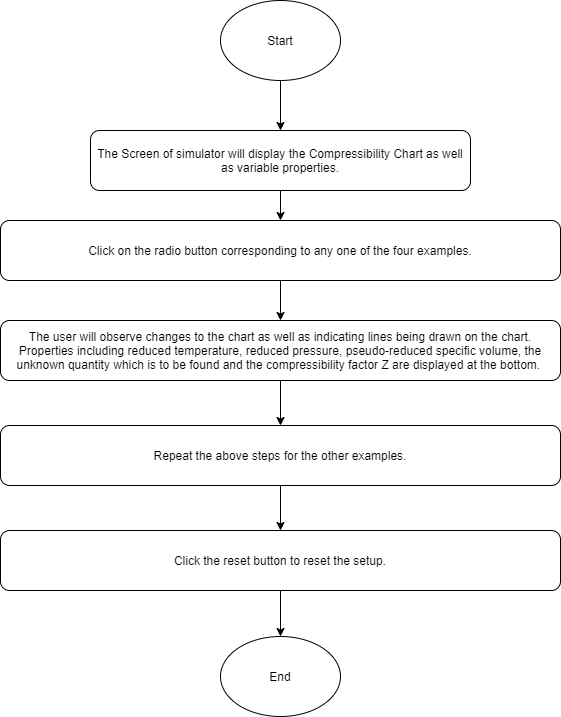 Start
The Screen of simulator will display the Compressibility Chart as well
as variable properties.
Click on the radio button corresponding to any one of the four examples.
The user will observe changes to the chart as well as indicating lines being drawn on the chart.
Properties including reduced temperature, reduced pressure, pseudo-reduced specific volume, the
unknown quantity which is to be found and the compressibility factor Z are displayed at the bottom.
Repeat the above steps for the other examples.
Click the reset button to reset the setup.
End